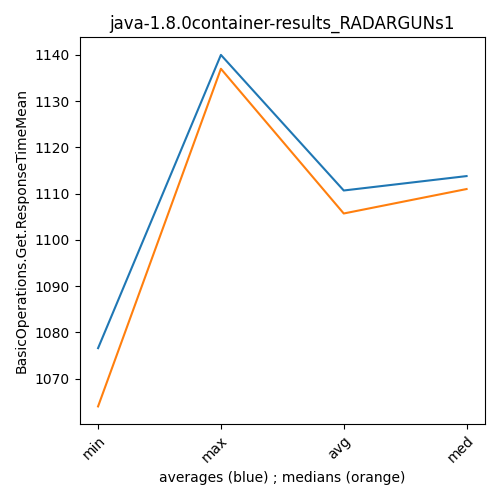 java-1.8.0container-results_RADARGUNs1
BasicOperations.Get.ResponseTimeMean
1140
1130
1120
1110
1100
1090
1080
1070
min
max
avg
med
averages (blue) ; medians (orange)